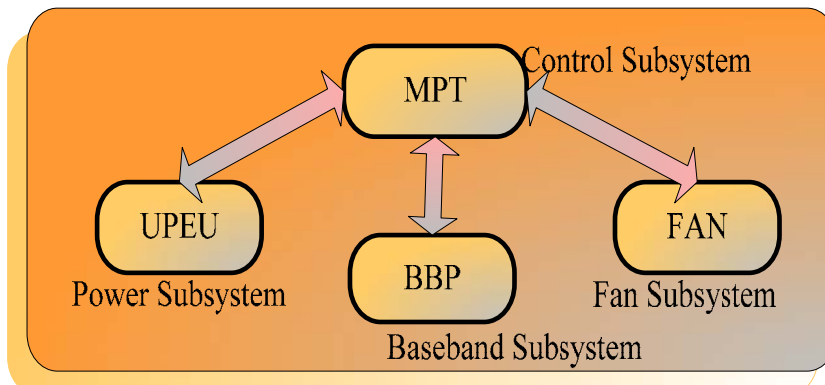 Control Subsystem
MPT
UPEU
FAN
BBP
Power Subsystem
Fan Subsystem
Baseband Subsystem